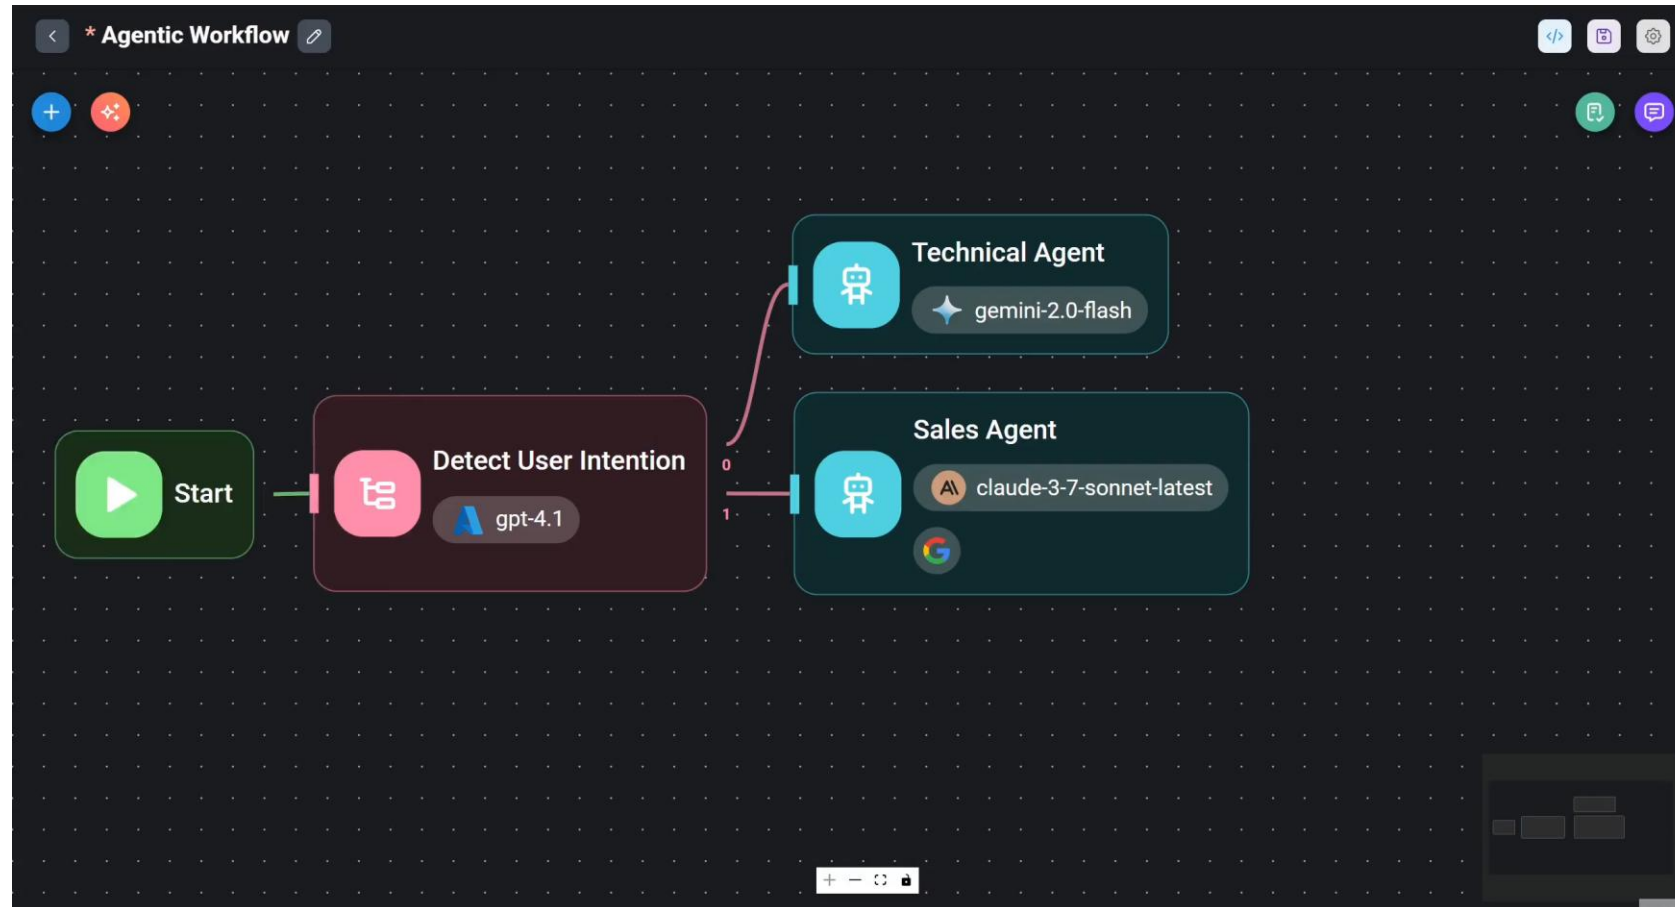 * Agentic Workflow
Technical Agent
gemini-2.0-flash
Sales Agent
claude-3-7-sonnet-latest
Detect User Intention
gpt-4.1
Start
0
1